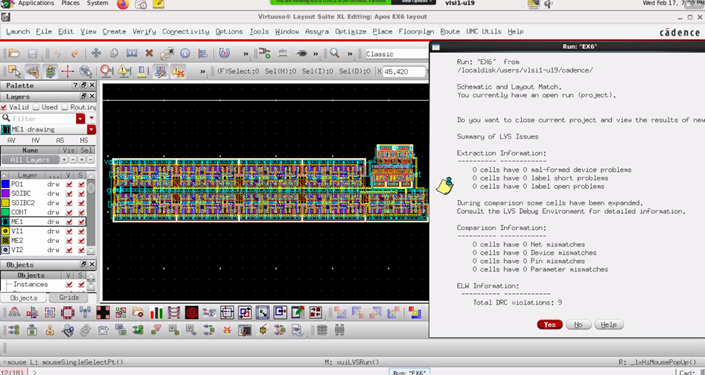 Applications Places System
vlsi1-u19
Wed Feb 17,
Virtuoso® Layout Suite XL Editing: Apos EX6 layout
Launch File Edit View Create Verify Connectivity Options Tools Window Assura Optimize Place Floorplan Route UMC Utils Help
cādence
Classic
(F)Select:0 Sel(N):0 Sel(I):0 Sel(O):0 X 45.420
Palette
Layers
Valid Used Routing
Filter
ME1 drawing
AV NV AS NS
Name Vis Sel
All Layers
Layer V S
PO1 drw
SOIBC drw
SOIBC2 drw
CONT drw
ME1 drw
VI1 drw
ME2 drw
VI2 drw
Objects
Objects V S
Instances
Objects Grids
mouse L: mouseSingleSelectPt()
M: vuiLVSRun()
R: _lxHiMousePopUp()
12(18)
Run: "EX6"
Cad:
Run: "EX6"
Run: "EX6" from
/localdisk/users/vlsi1-u19/cadence/
Schematic and Layout Match.
You currently have an open run (project).
Do you want to close current project and view the results of new
Summary of LVS Issues
Extraction Information:
0 cells have 0 mal-formed device problems
0 cells have 0 label short problems
0 cells have 0 label open problems
During comparison some cells have been expanded.
Consult the LVS Debug Environment for detailed information.
Comparison Information:
0 cells have 0 Net mismatches
0 cells have 0 Device mismatches
0 cells have 0 Pin mismatches
0 cells have 0 Parameter mismatches
ELW Information:
Total DRC violations: 9
Yes No Help